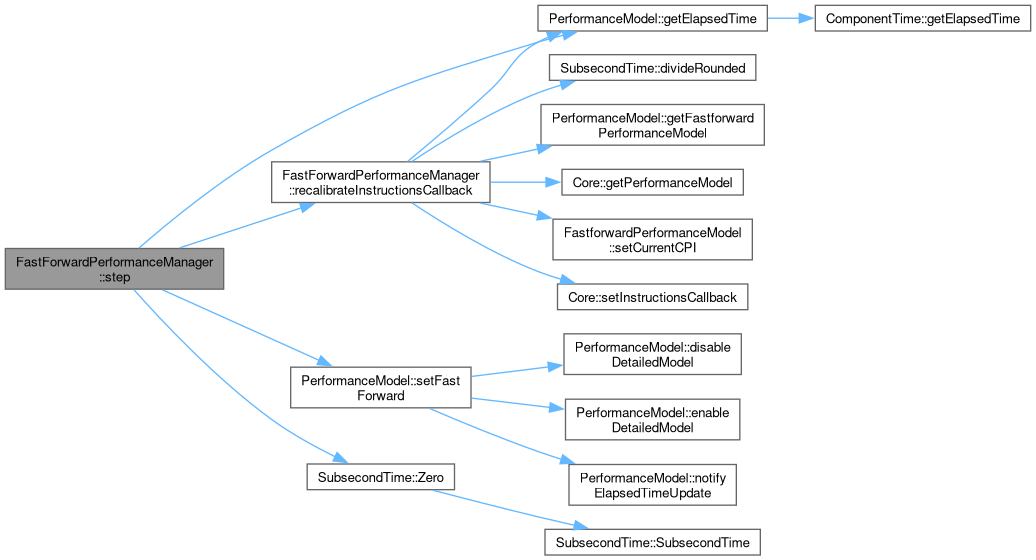 PerformanceModel::getElapsedTime
ComponentTime::getElapsedTime
SubsecondTime::divideRounded
PerformanceModel::getFastforward
PerformanceModel
FastForwardPerformanceManager
::recalibrateInstructionsCallback
Core::getPerformanceModel
FastforwardPerformanceModel
::setCurrentCPI
FastForwardPerformanceManager
::step
Core::setInstructionsCallback
PerformanceModel::disable
DetailedModel
PerformanceModel::setFast
Forward
PerformanceModel::enable
DetailedModel
SubsecondTime::Zero
PerformanceModel::notify
ElapsedTimeUpdate
SubsecondTime::SubsecondTime